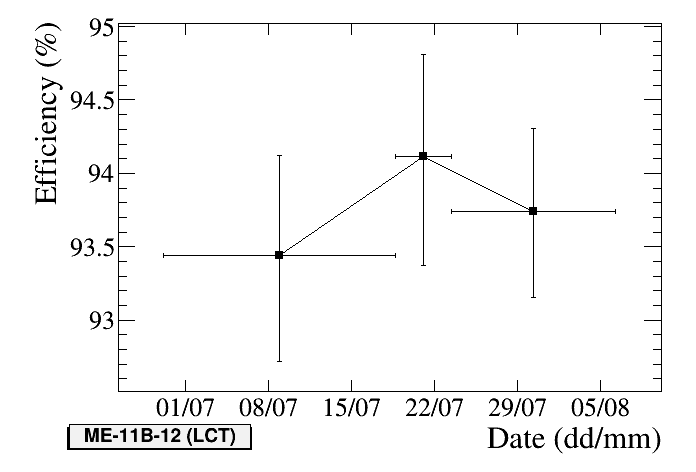 Efficiency (%)
95
94.5
94
93.5
93
01/07 08/07 15/07 22/07 29/07 05/08
ME-11B-12 (LCT)
Date (dd/mm)